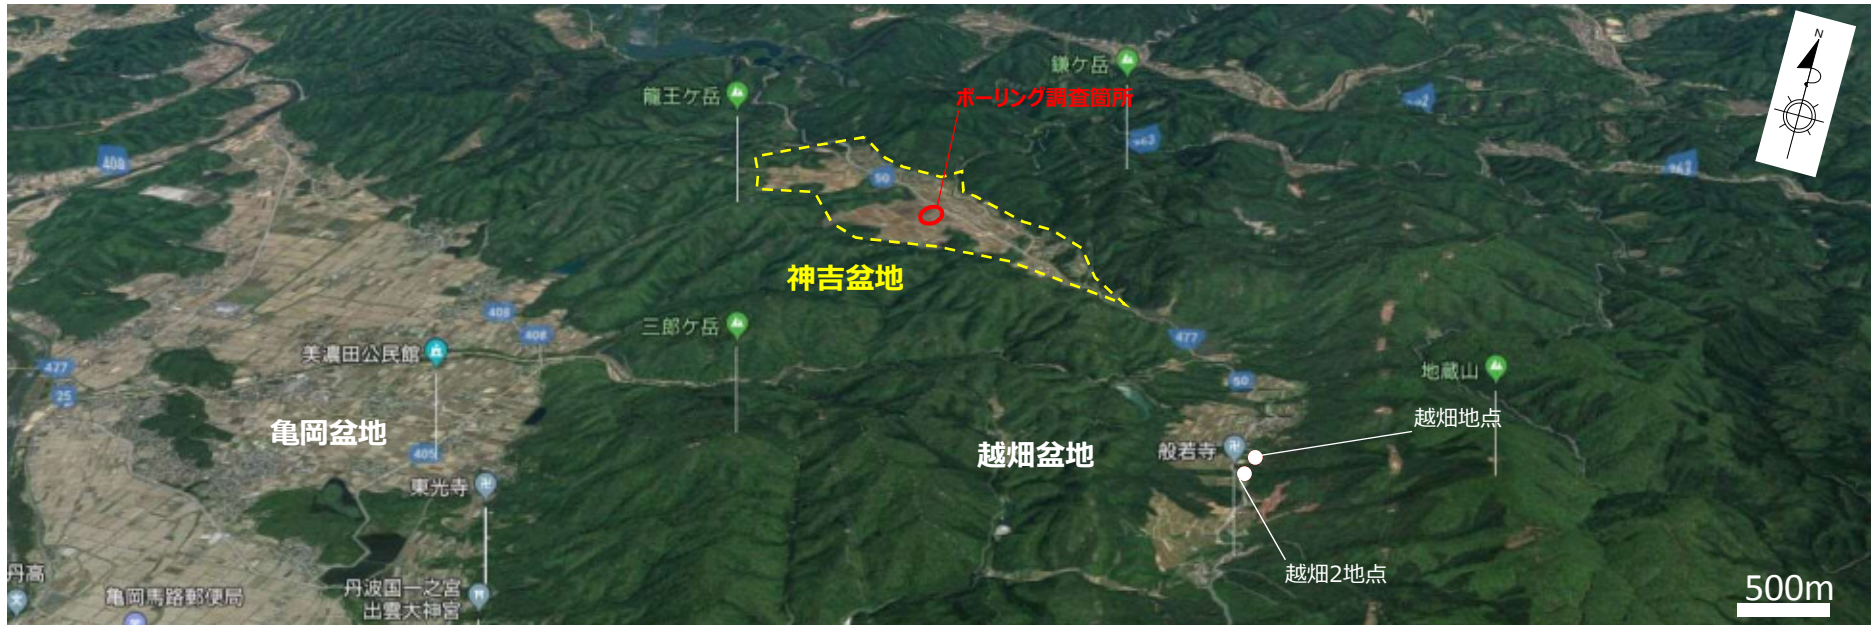 N
鎌ケ岳
龍王ケ岳
ボーリング調査箇所
408
363
363
50
神吉盆地
408
三郎ケ岳
408
美濃田公民館
477
477
25
50
地蔵山
越畑地点
亀岡盆地
405
越畑盆地
般若寺
東光寺
越畑2地点
丹高
亀岡馬路郵便局
丹波国一之宮
出雲大神宮
500m